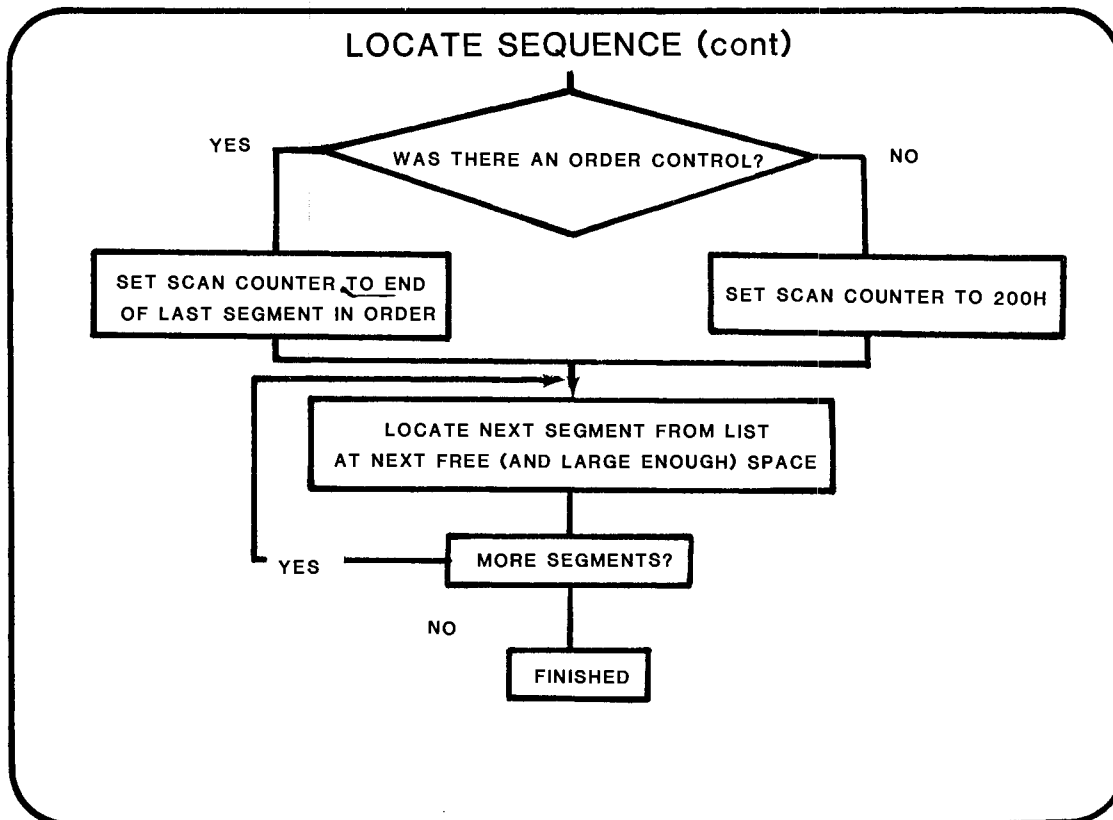 LOCATE SEQUENCE (cont)
WAS THERE AN ORDER CONTROL?
YES
NO
SET SCAN COUNTER TO END
OF LAST SEGMENT IN ORDER
SET SCAN COUNTER TO 200H
LOCATE NEXT SEGMENT FROM LIST
AT NEXT FREE (AND LARGE ENOUGH) SPACE
MORE SEGMENTS?
YES
NO
FINISHED